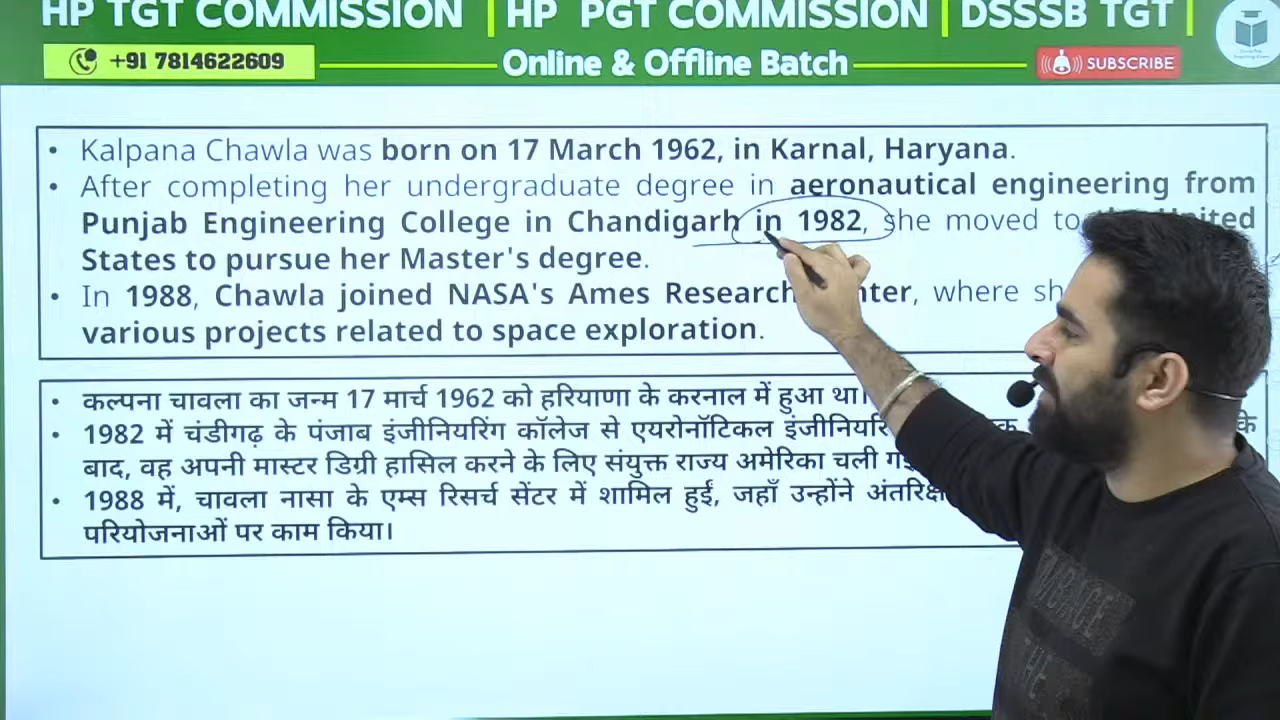 HP TGT COMMISSION | HP PGT COMMISSION | DSSSB TGT |
+91 7814622609 Online & Offline Batch SUBSCRIBE
• Kalpana Chawla was born on 17 March 1962, in Karnal, Haryana.
• After completing her undergraduate degree in aeronautical engineering from
Punjab Engineering College in Chandigarh in 1982, she moved to United
States to pursue her Master's degree.
• In 1988, Chawla joined NASA's Ames Research where
various projects related to space exploration.
• कल्पना चावला का जन्म 17 मार्च 1962 को हरियाणा के करनाल में हुआ था।
• 1982 में चंडीगढ़ के पंजाब इंजीनियरिंग कॉलेज से एयरोनॉटिकल के
बाद, वह अपनी मास्टर डिग्री हासिल करने के लिए संयुक्त राज्य अमेरिका चली
• 1988 में, चावला नासा के एम्स रिसर्च सेंटर में शामिल हुईं, जहाँ उन्होंने
परियोजनाओं पर काम किया।